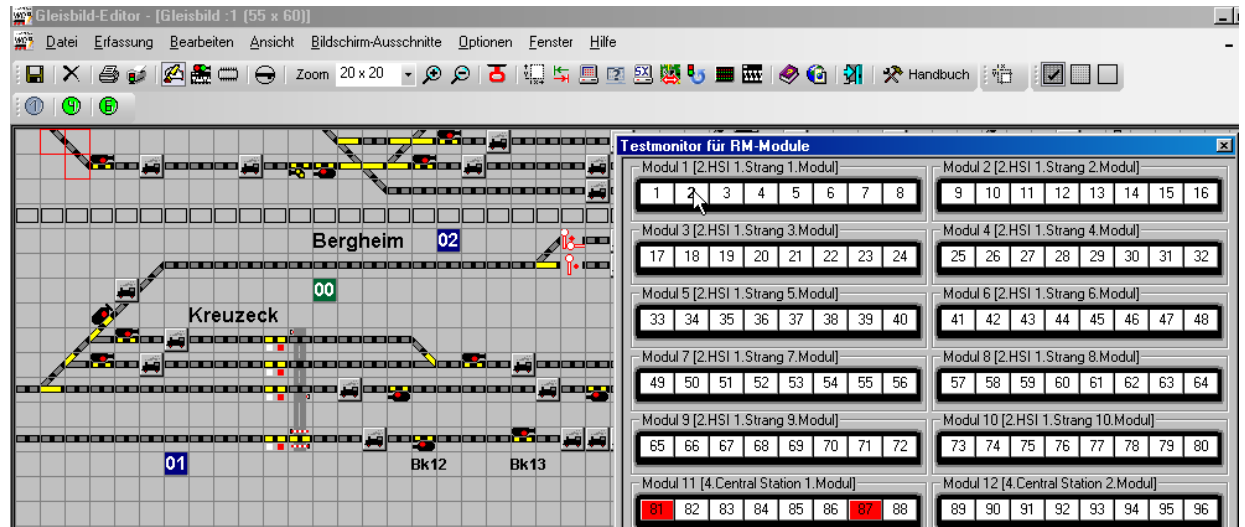 Gleisbild-Editor - [Gleisbild :1 (55 x 60)]
Datei Erfassung Bearbeiten Ansicht Bildschirm-Ausschnitte Optionen Fenster Hilfe
Zoom 20 x 20 Handbuch
Testmonitor für RM-Module
Modul 1 [2.HSI 1.Strang 1.Modul] Modul 2 [2.HSI 1.Strang 2.Modul]
1 2 3 4 5 6 7 8 9 10 11 12 13 14 15 16
Modul 3 [2.HSI 1.Strang 3.Modul] Modul 4 [2.HSI 1.Strang 4.Modul]
Bergheim 02
17 18 19 20 21 22 23 24 25 26 27 28 29 30 31 32
00
Modul 5 [2.HSI 1.Strang 5.Modul] Modul 6 [2.HSI 1.Strang 6.Modul]
Kreuzeck
33 34 35 36 37 38 39 40 41 42 43 44 45 46 47 48
Modul 7 [2.HSI 1.Strang 7.Modul] Modul 8 [2.HSI 1.Strang 8.Modul]
49 50 51 52 53 54 55 56 57 58 59 60 61 62 63 64
Modul 9 [2.HSI 1.Strang 9.Modul] Modul 10 [2.HSI 1.Strang 10.Modul]
65 66 67 68 69 70 71 72 73 74 75 76 77 78 79 80
01 Bk12 Bk13
Modul 11 [4.Central Station 1.Modul] Modul 12 [4.Central Station 2.Modul]
81 82 83 84 85 86 87 88 89 90 91 92 93 94 95 96